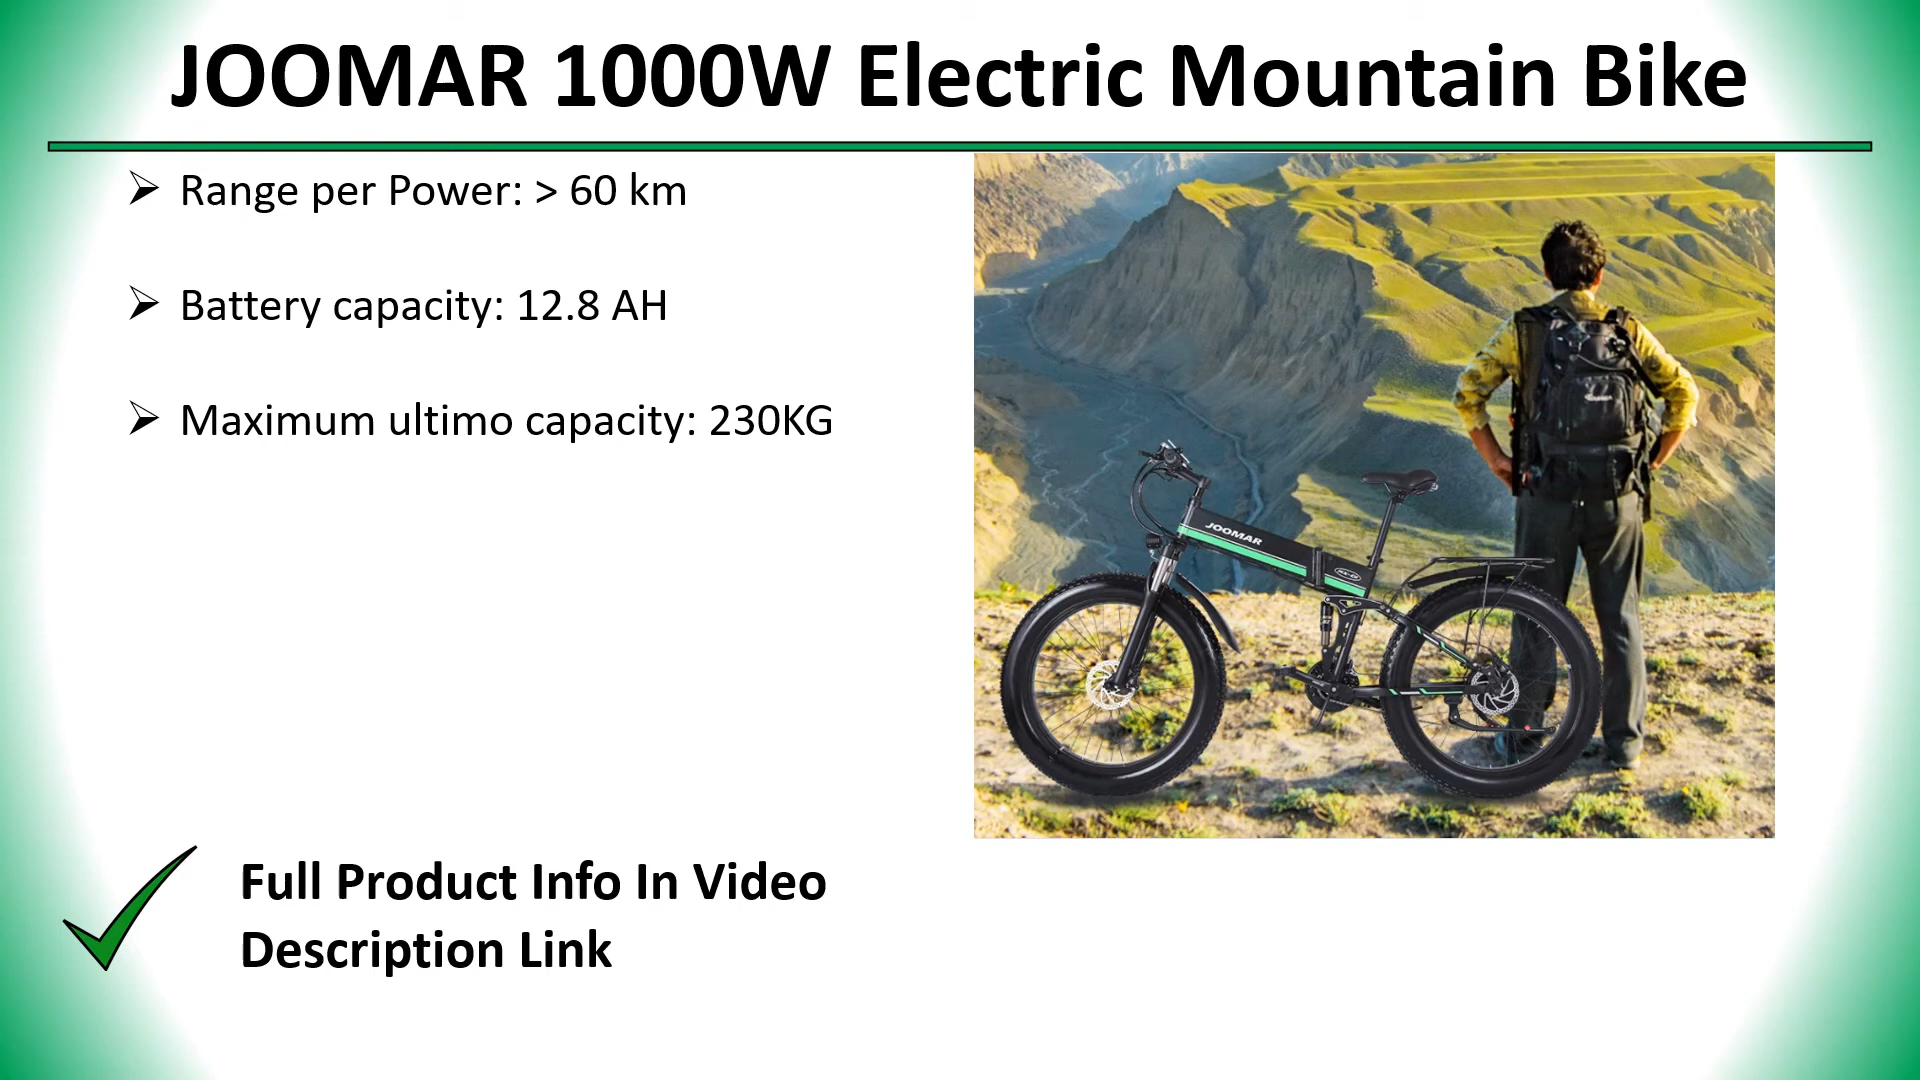 JOOMAR 1000W Electric Mountain Bike
Range per Power: > 60 km
Battery capacity: 12.8 AH
Maximum ultimo capacity: 230KG
JOOMAR
Full Product Info In Video
Description Link